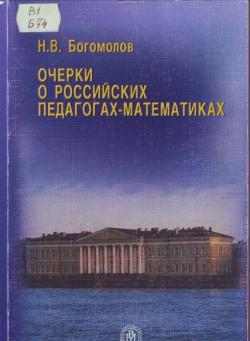 В1
Б74
Н.В. Богомолов
ОЧЕРКИ
О РОССИЙСКИХ
ПЕДАГОГАХ-МАТЕМАТИКАХ